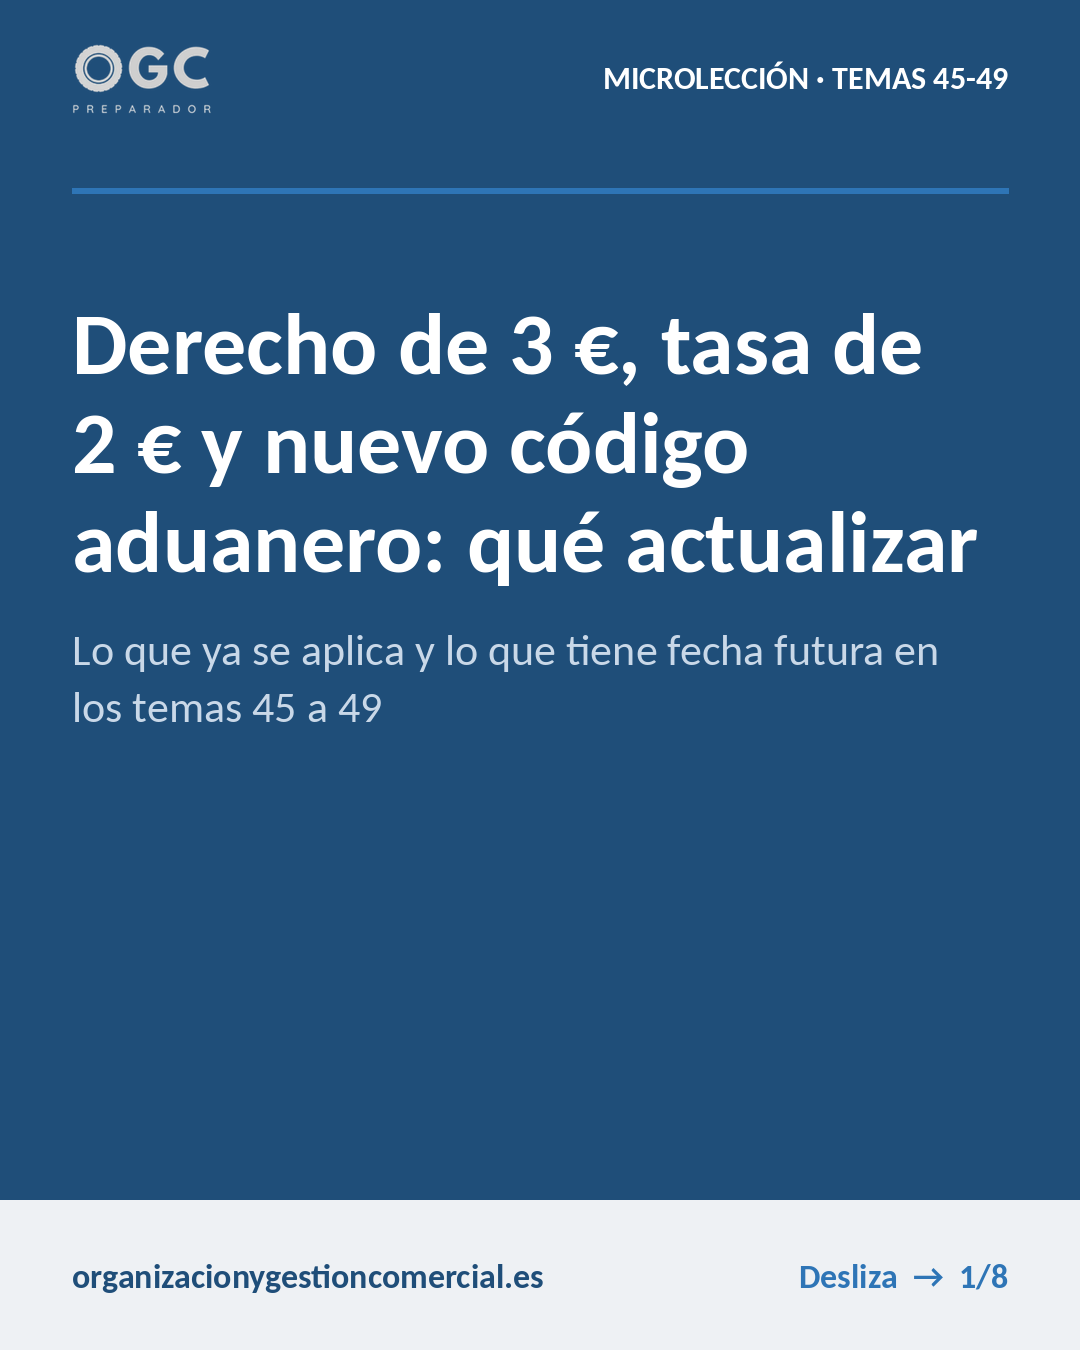 OGC
PREPARADOR
MICROLECCIÓN · TEMAS 45-49
Derecho de 3 €, tasa de
2 € y nuevo código
aduanero: qué actualizar
Lo que ya se aplica y lo que tiene fecha futura en
los temas 45 a 49
organizacionygestioncomercial.es
Desliza → 1/8